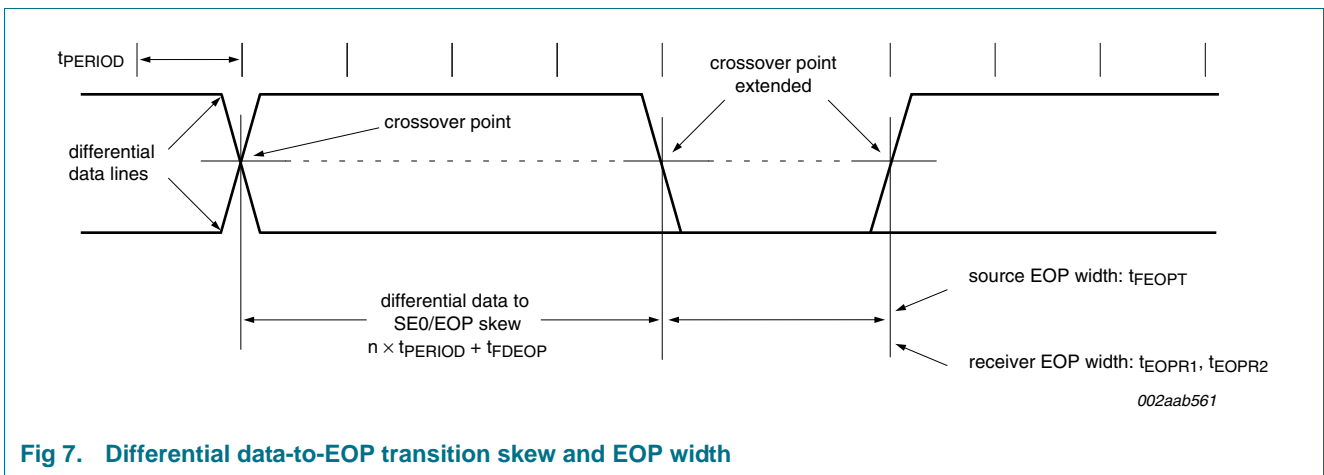 tPERIOD
crossover point
extended
crossover point
differential
data lines
differential data to
SE0/EOP skew
n × tPERIOD + tFDEOP
source EOP width: tFEOPT
receiver EOP width: tEOPR1, tEOPR2
002aab561
Fig 7. Differential data-to-EOP transition skew and EOP width